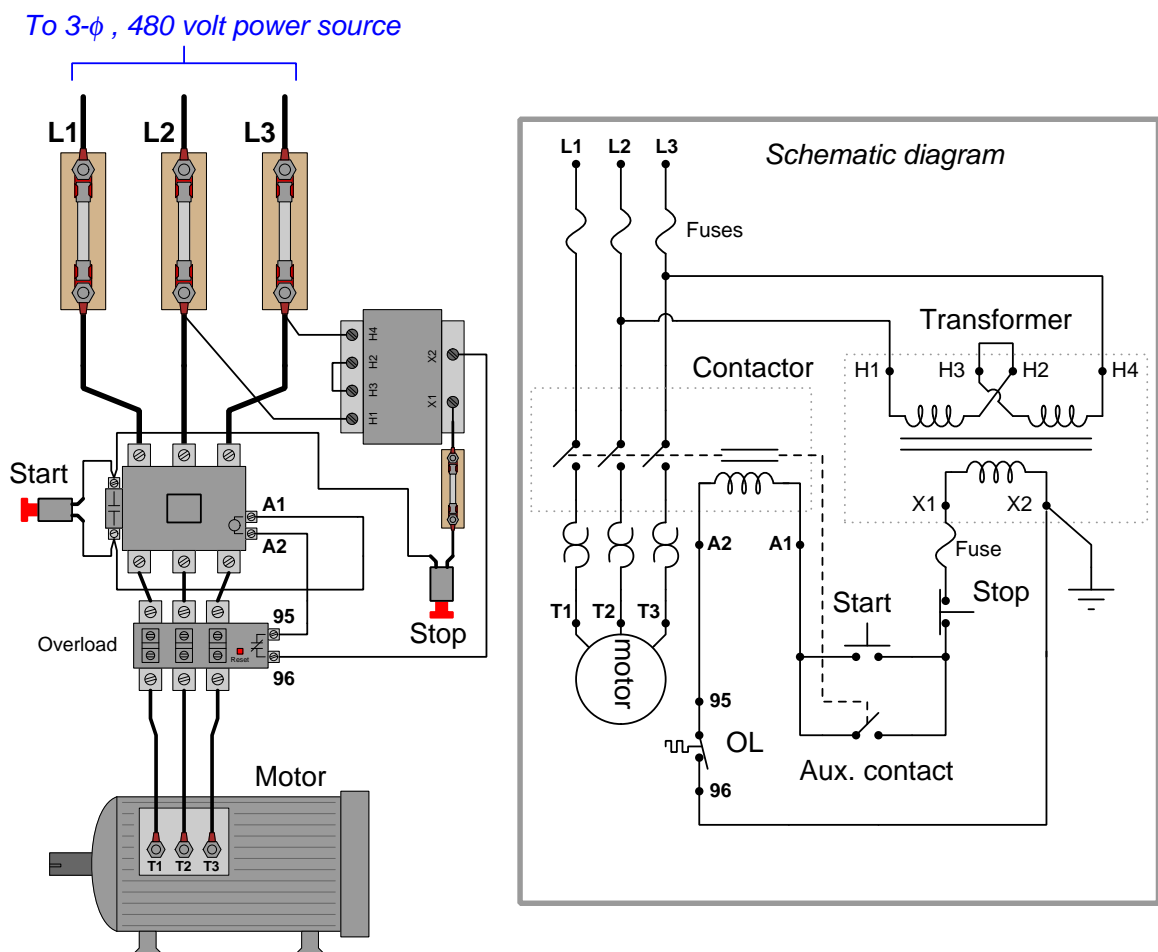 To 3-ϕ , 480 volt power source
L1 L2 L3
H4
H2
H3
H1
X2
X1
Start
A1
A2
Stop
Overload
95
Reset
96
Motor
T1 T2 T3
Schematic diagram
L1 L2 L3
Fuses
Transformer
Contactor
H1 H3 H2 H4
X1 X2
A2 A1
Fuse
Start Stop
T1 T2 T3
motor
95
OL
Aux. contact
96